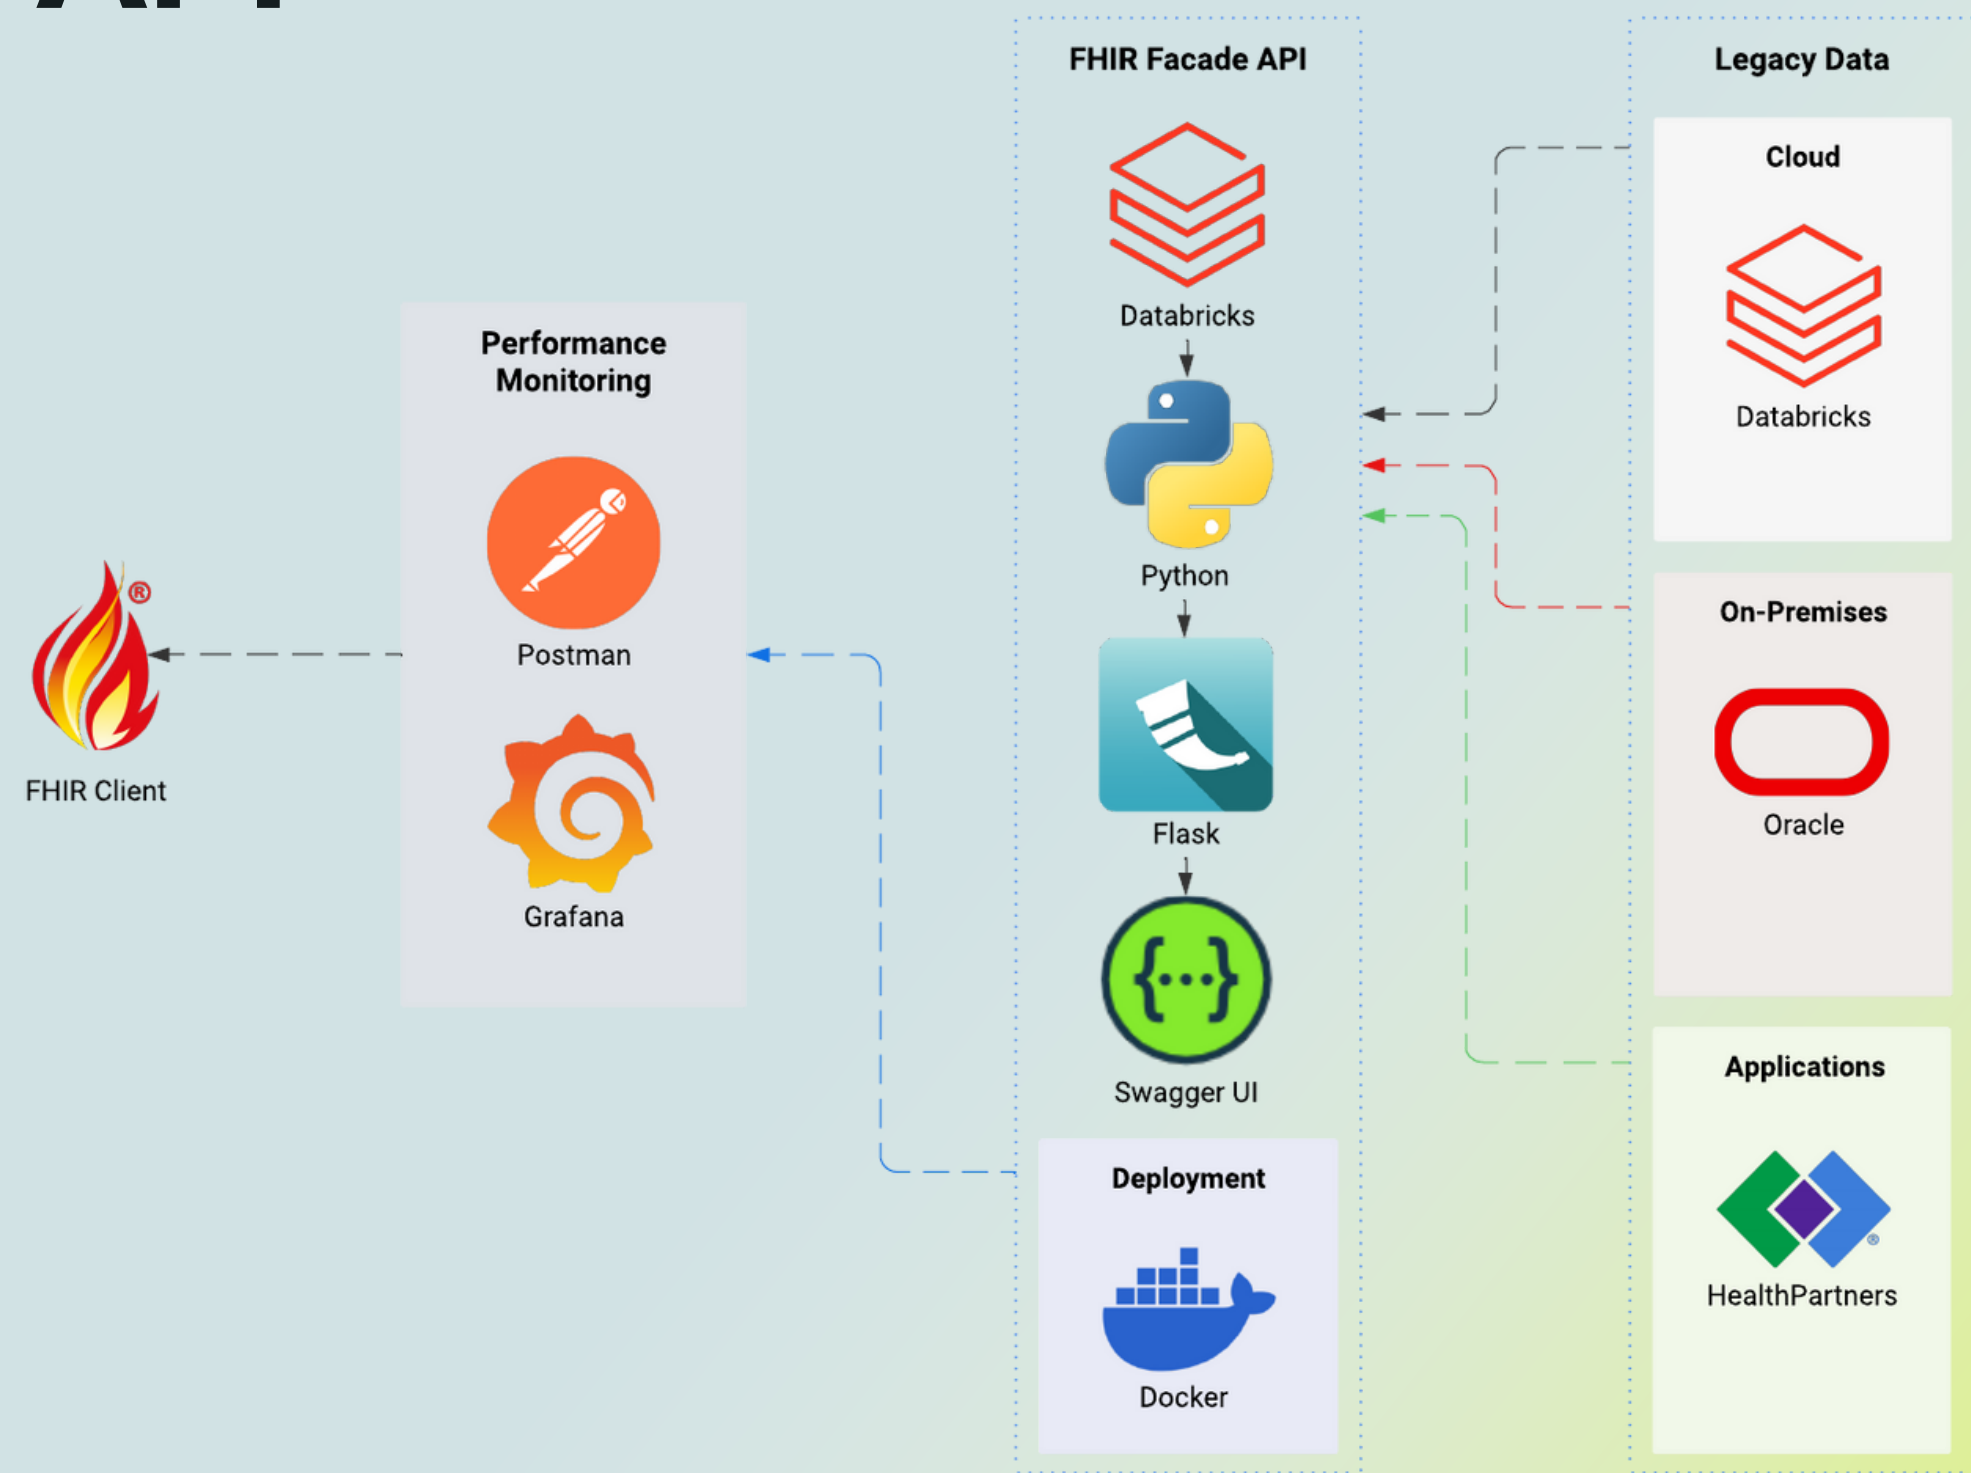 FHIR Facade API
Legacy Data
Cloud
Databricks
Databricks
Performance
Monitoring
Python
On-Premises
Postman
FHIR Client
®
Flask
Oracle
Grafana
{...}
Swagger UI
Applications
Deployment
®
HealthPartners
Docker